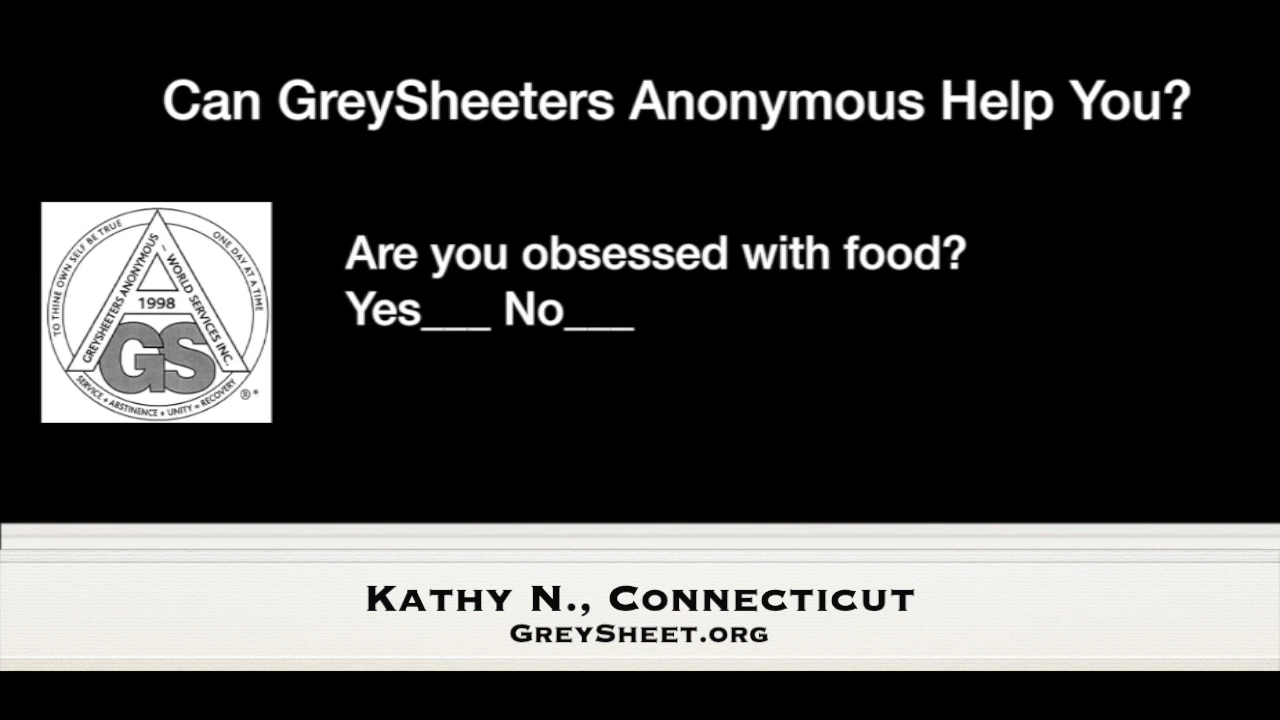 Can GreySheeters Anonymous Help You?
TO THINE OWN SELF BE TRUE
ONE DAY AT A TIME
GREYSHEETERS ANONYMOUS ~ WORLD SERVICES INC.
1998
GS
SERVICE + ABSTINENCE + UNITY = RECOVERY
®*
Are you obsessed with food?
Yes___ No___
KATHY N., CONNECTICUT
GREYSHEET.ORG